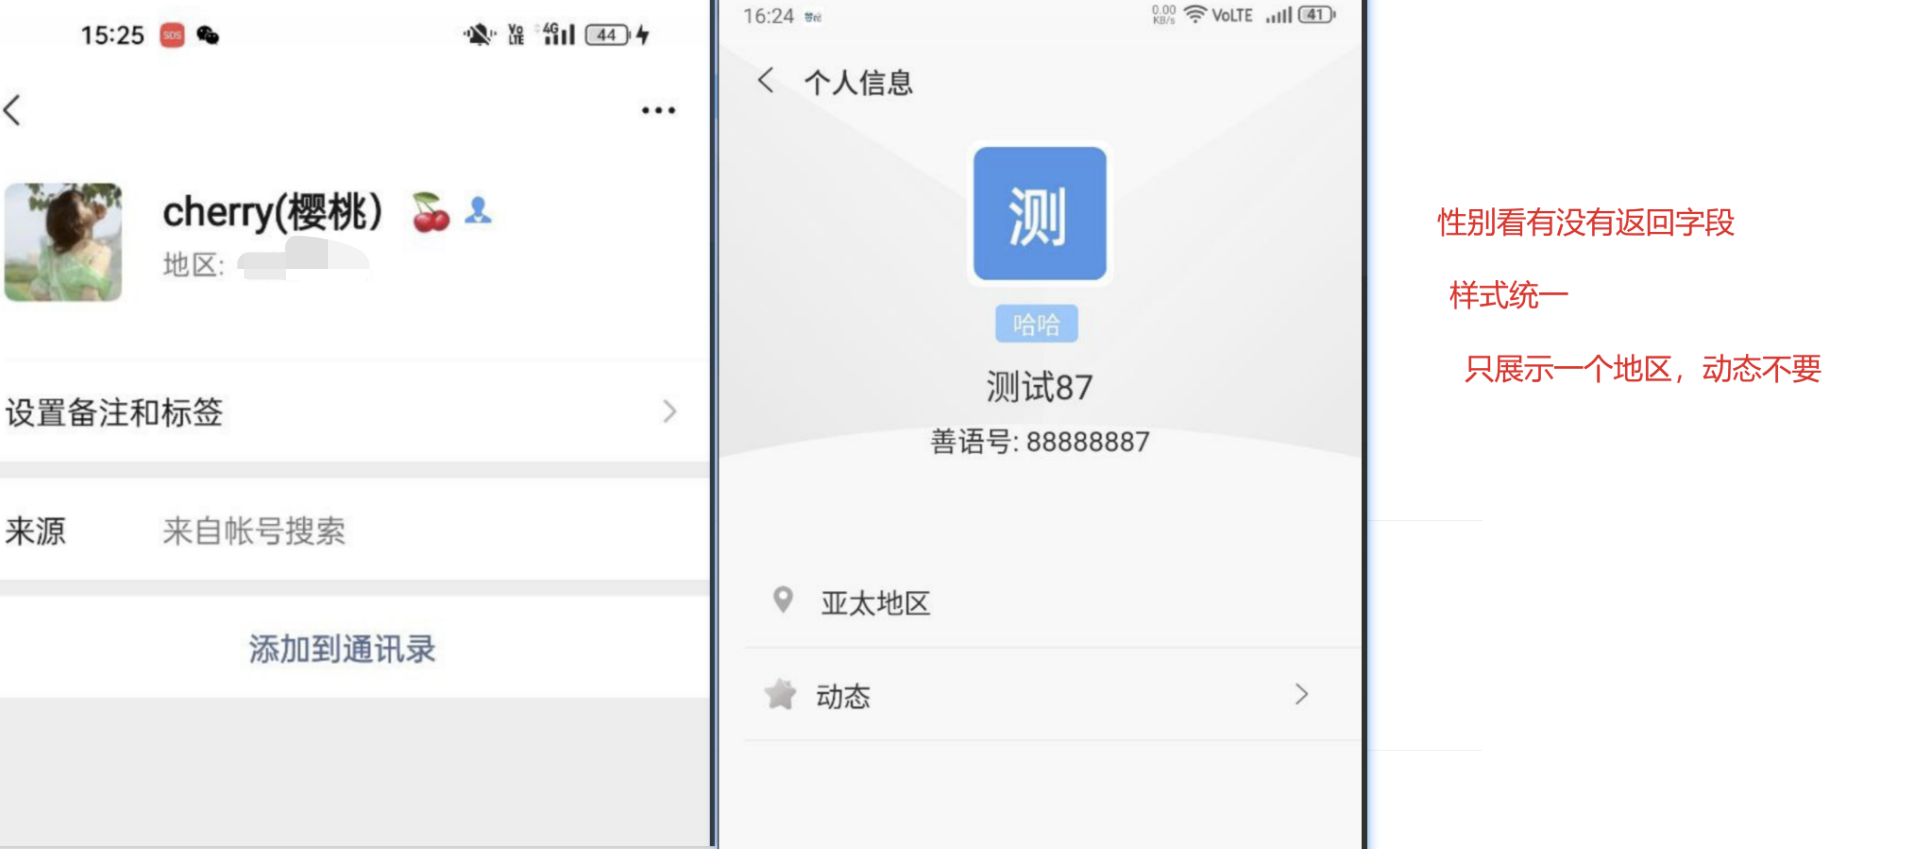 15:25
SOS
Vo
LTE
4G
44
cherry(樱桃)
地区:
设置备注和标签
来源
来自帐号搜索
添加到通讯录
16:24
0.00
KB/s
VoLTE
41
个人信息
测
哈哈
测试87
善语号: 88888887
亚太地区
动态
性别看有没有返回字段
样式统一
只展示一个地区，动态不要